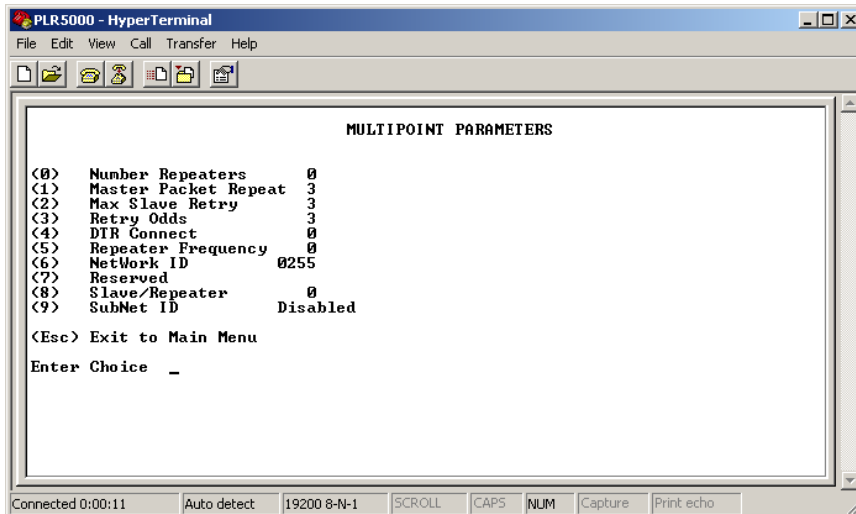 PLR5000 - HyperTerminal
File Edit View Call Transfer Help
MULTIPOINT PARAMETERS
(0) Number Repeaters 0
(1) Master Packet Repeat 3
(2) Max Slave Retry 3
(3) Retry Odds 3
(4) DTR Connect 0
(5) Repeater Frequency 0
(6) NetWork ID 0255
(7) Reserved
(8) Slave/Repeater 0
(9) SubNet ID Disabled
(Esc) Exit to Main Menu
Enter Choice _
Connected 0:00:11 Auto detect 19200 8-N-1 SCROLL CAPS NUM Capture Print echo